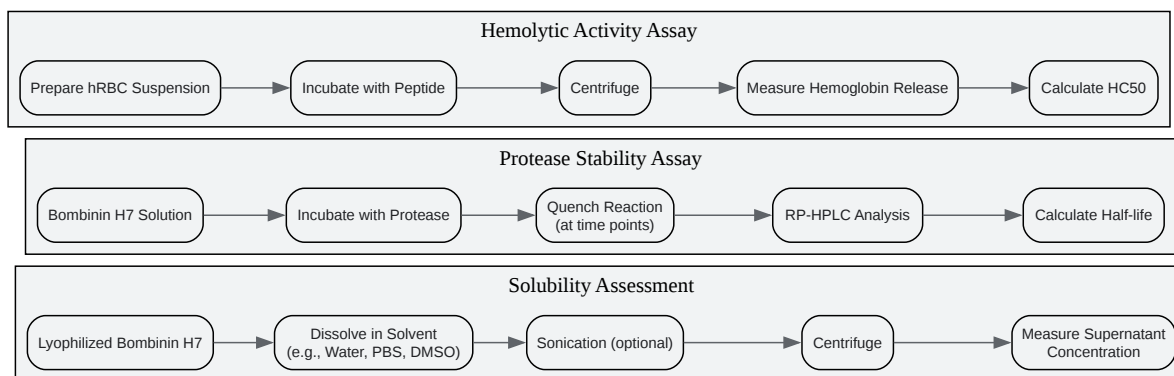 Hemolytic Activity Assay
Prepare hRBC Suspension
Incubate with Peptide
Centrifuge
Measure Hemoglobin Release
Calculate HC50
Protease Stability Assay
Bombinin H7 Solution
Incubate with Protease
Quench Reaction
(at time points)
RP-HPLC Analysis
Calculate Half-life
Solubility Assessment
Lyophilized Bombinin H7
Dissolve in Solvent
(e.g., Water, PBS, DMSO)
Sonication (optional)
Centrifuge
Measure Supernatant
Concentration